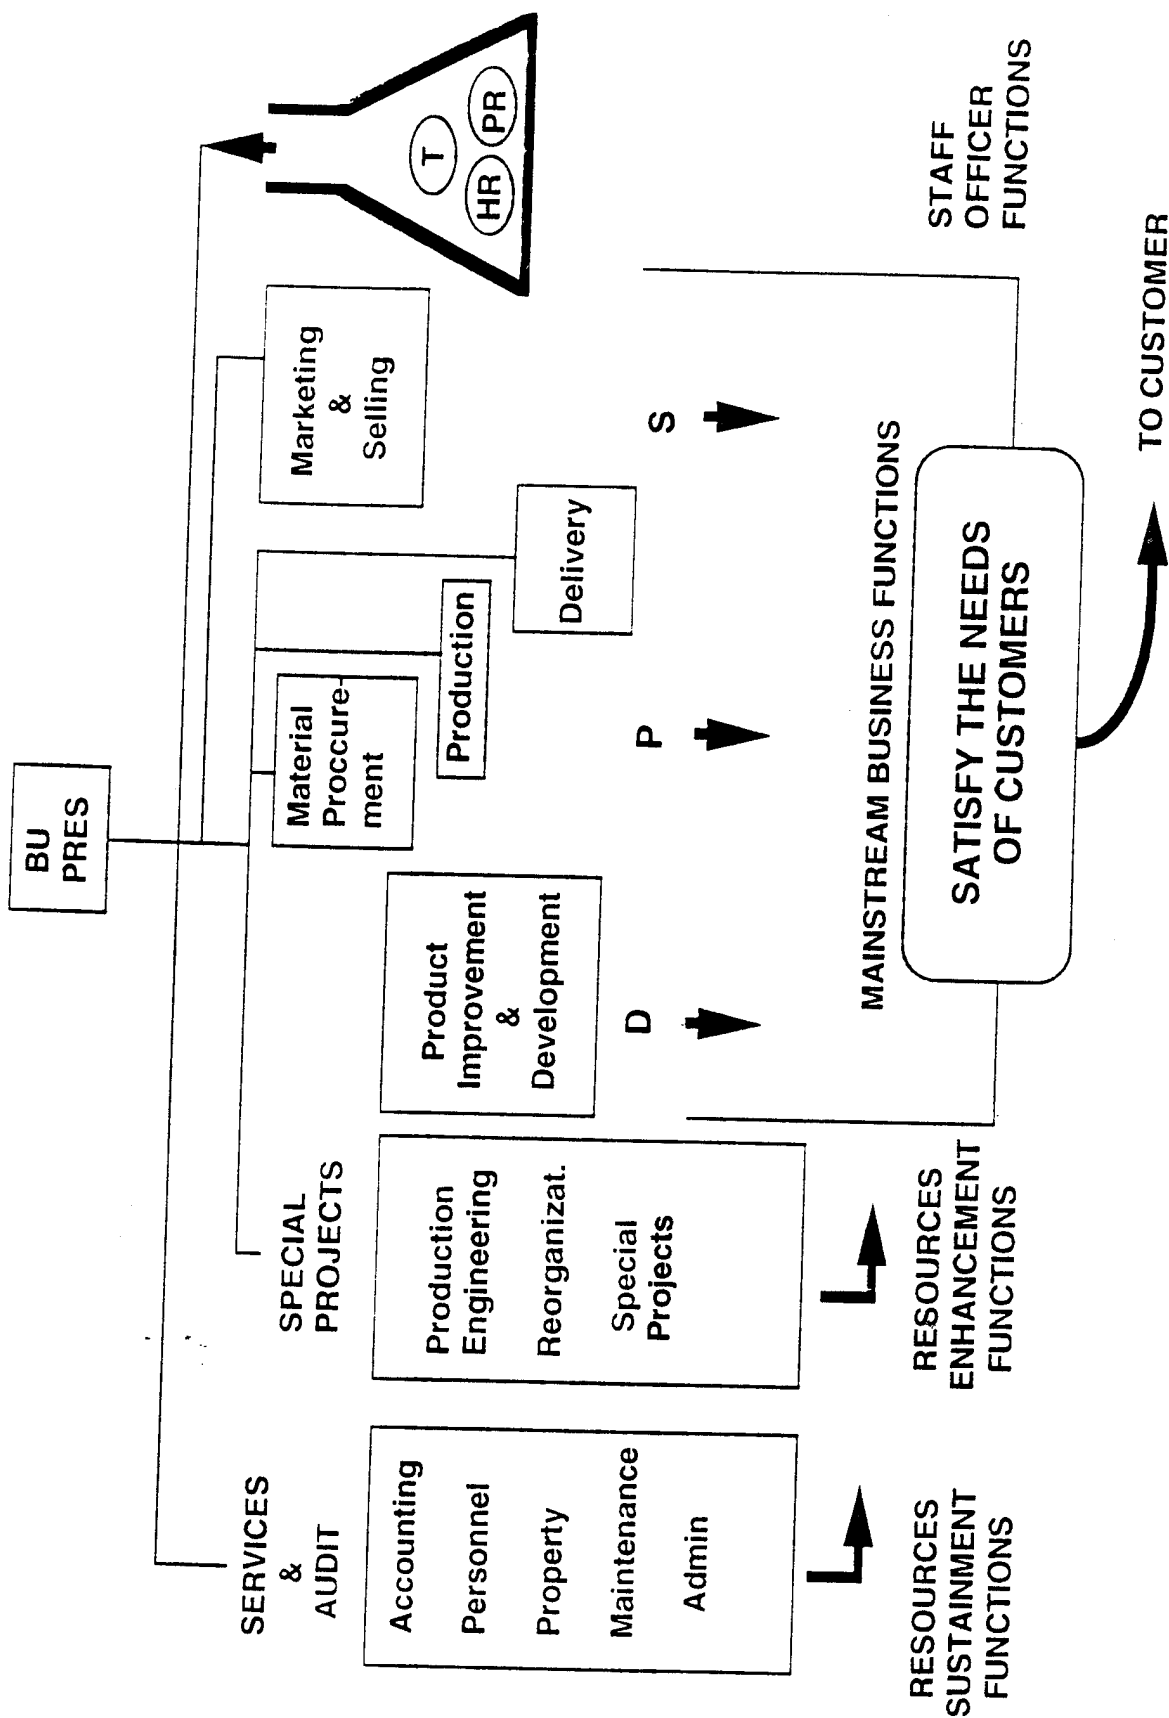 BU
PRES
SERVICES
&
AUDIT
Accounting
Personnel
Property
Maintenance
Admin
RESOURCES
SUSTAINMENT
FUNCTIONS
SPECIAL
PROJECTS
Production
Engineering
Reorganizat.
Special
Projects
RESOURCES
ENHANCEMENT
FUNCTIONS
Product
Improvement
&
Development
D
Material
Proccure-
ment
Production
Delivery
P
Marketing
&
Selling
S
T
HR
PR
STAFF
OFFICER
FUNCTIONS
MAINSTREAM BUSINESS FUNCTIONS
SATISFY THE NEEDS
OF CUSTOMERS
TO CUSTOMER